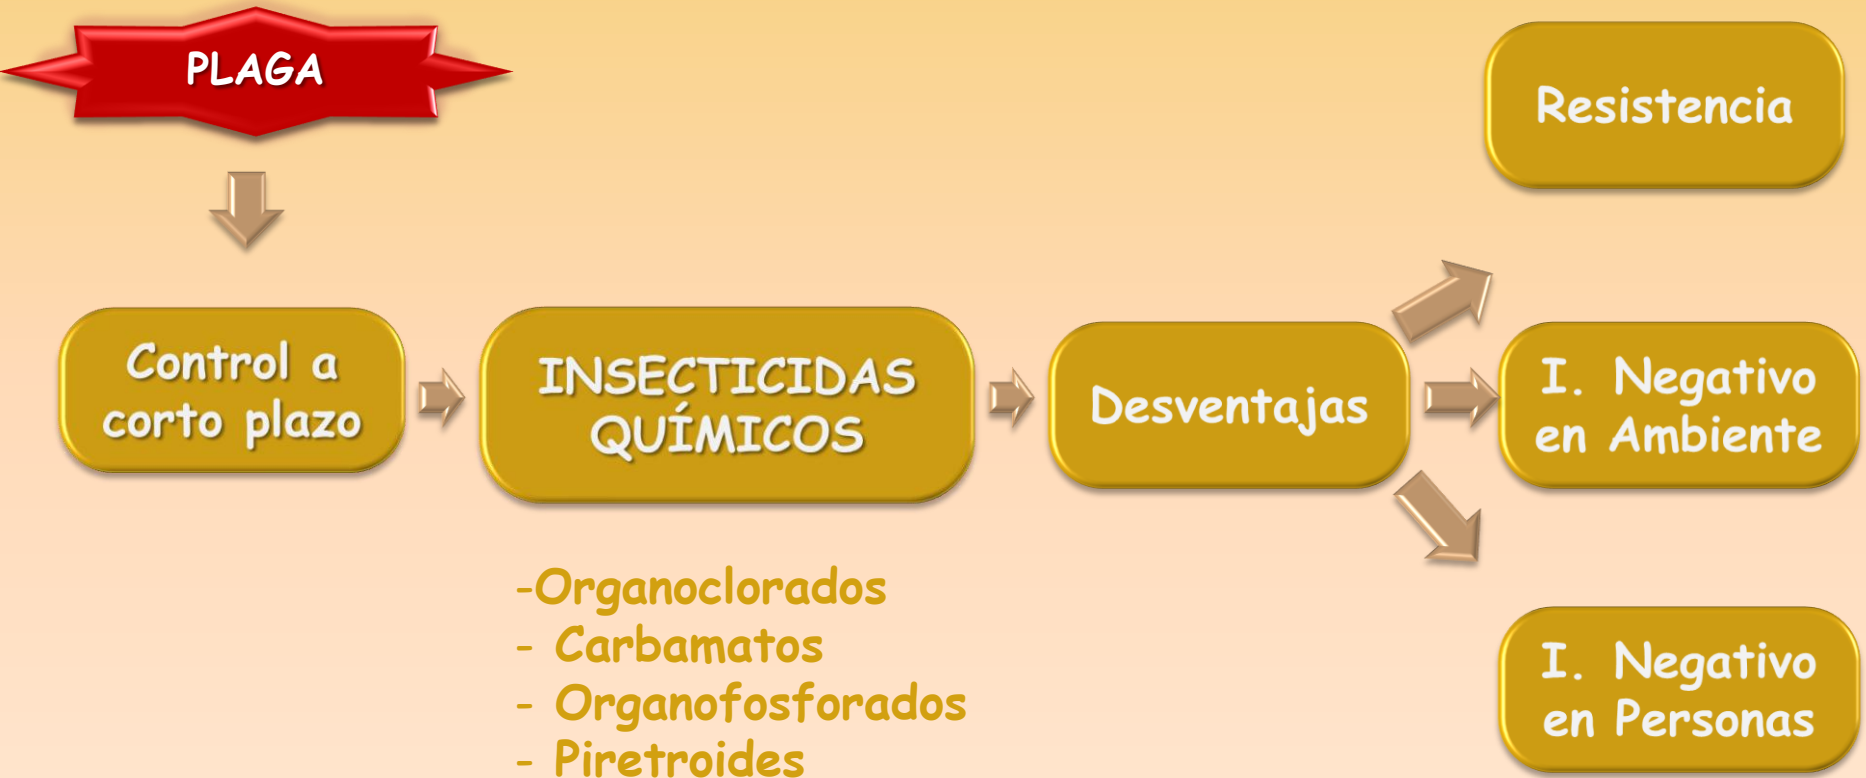 PLAGA
Resistencia
Control a
corto plazo
INSECTICIDAS
QUÍMICOS
Desventajas
I. Negativo
en Ambiente
-Organoclorados
- Carbamatos
- Organofosforados
- Piretroides
I. Negativo
en Personas